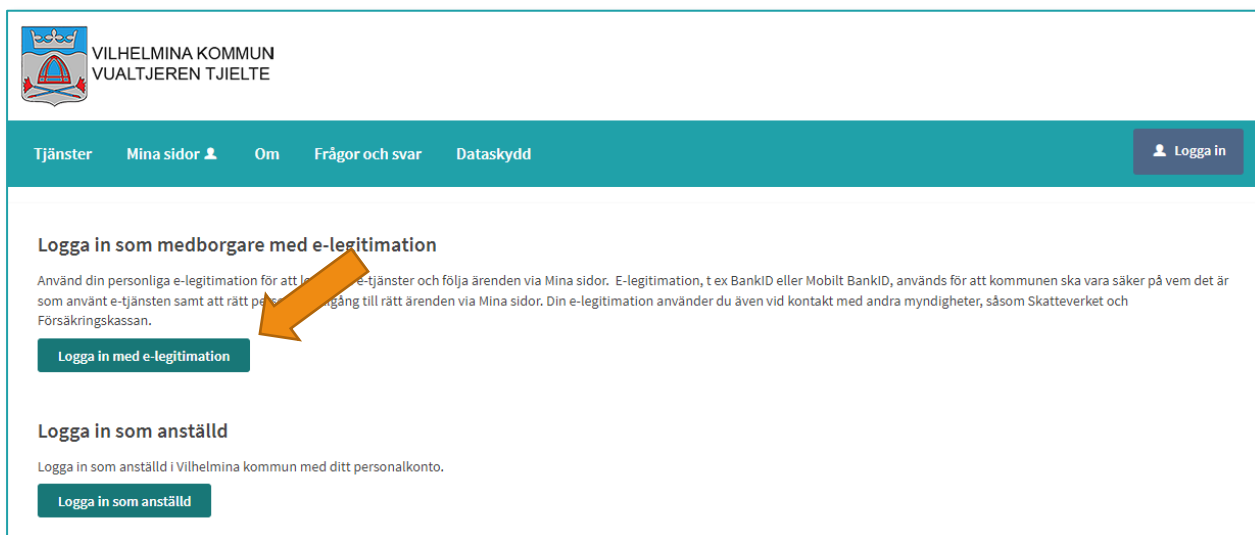 VILHELMINA KOMMUN
VUALTJEREN TJIELTE
Tjänster Mina sidor Om Frågor och svar Dataskydd Logga in
Logga in som medborgare med e-legitimation
Använd din personliga e-legitimation för att e-tjänster och följa ärenden via Mina sidor. E-legitimation, t ex BankID eller Mobilt BankID, används för att kommunen ska vara säker på vem det är
som använt e-tjänsten samt att rätt till rätt ärenden via Mina sidor. Din e-legitimation använder du även vid kontakt med andra myndigheter, såsom Skatteverket och
Försäkringskassan.
Logga in med e-legitimation
Logga in som anställd
Logga in som anställd i Vilhelmina kommun med ditt personalkonto.
Logga in som anställd